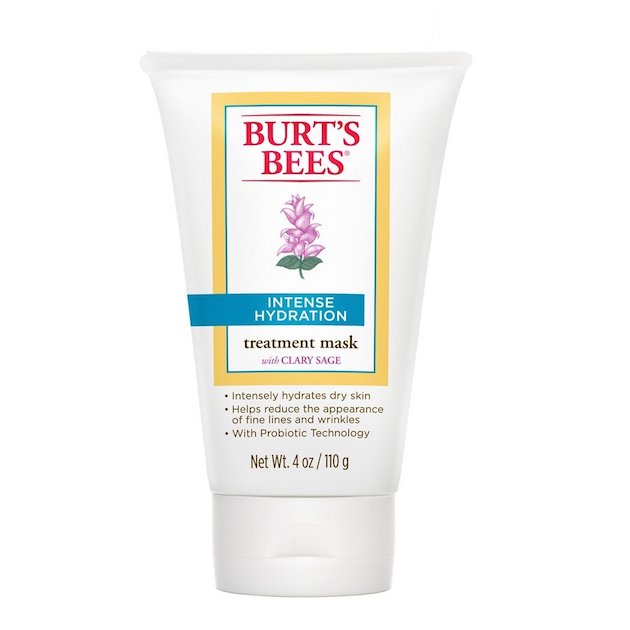 BURT'S
BEES®
INTENSE
HYDRATION
treatment mask
with CLARY SAGE
• Intensely hydrates dry skin
• Helps reduce the appearance
of fine lines and wrinkles
• With Probiotic Technology
Net Wt. 4 oz / 110 g